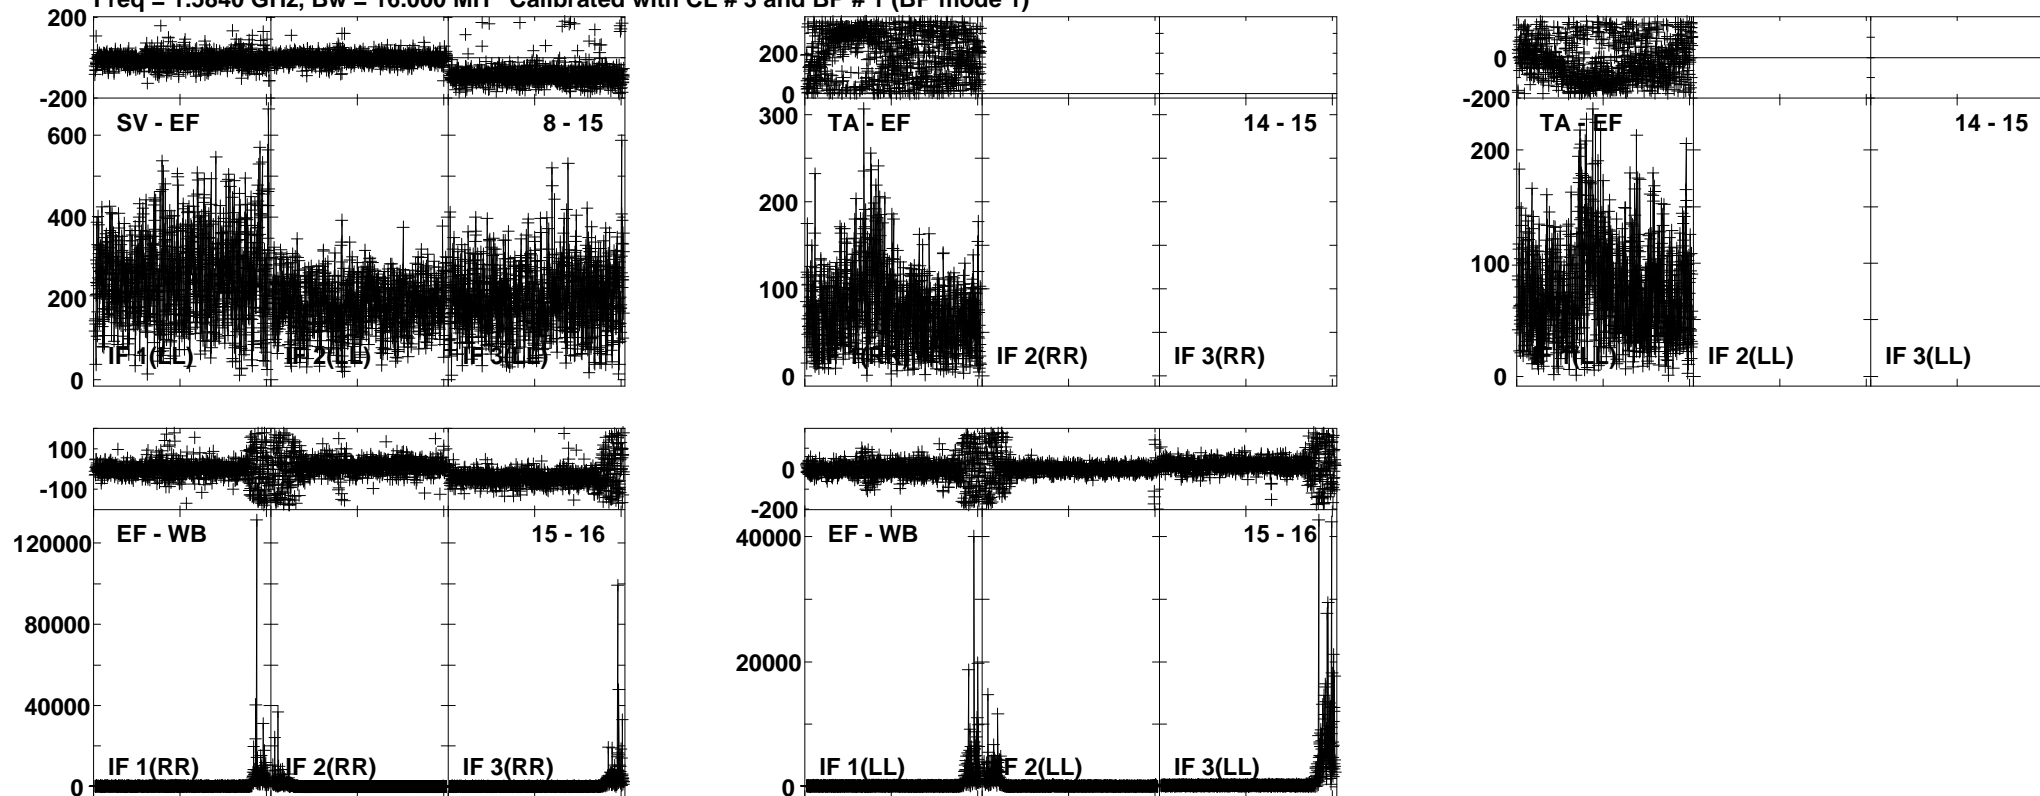 Freq = 1.5840 GHz, Bw = 16.000 MH Calibrated with CL # 3 and BP # 1 (BP mode 1)
200
-200
SV - EF 8 - 15
600
400
200
0
IF 1(LL) IF 2(LL) IF 3(LL)
200
0
TA - EF 14 - 15
300
200
100
0
IF 2(RR) IF 3(RR)
0
-200
TA - EF 14 - 15
200
100
0
IF 2(LL) IF 3(LL)
100
-100
EF - WB 15 - 16
120000
80000
40000
0
IF 1(RR) IF 2(RR) IF 3(RR)
0
-200
EF - WB 15 - 16
40000
20000
0
IF 1(LL) IF 2(LL) IF 3(LL)